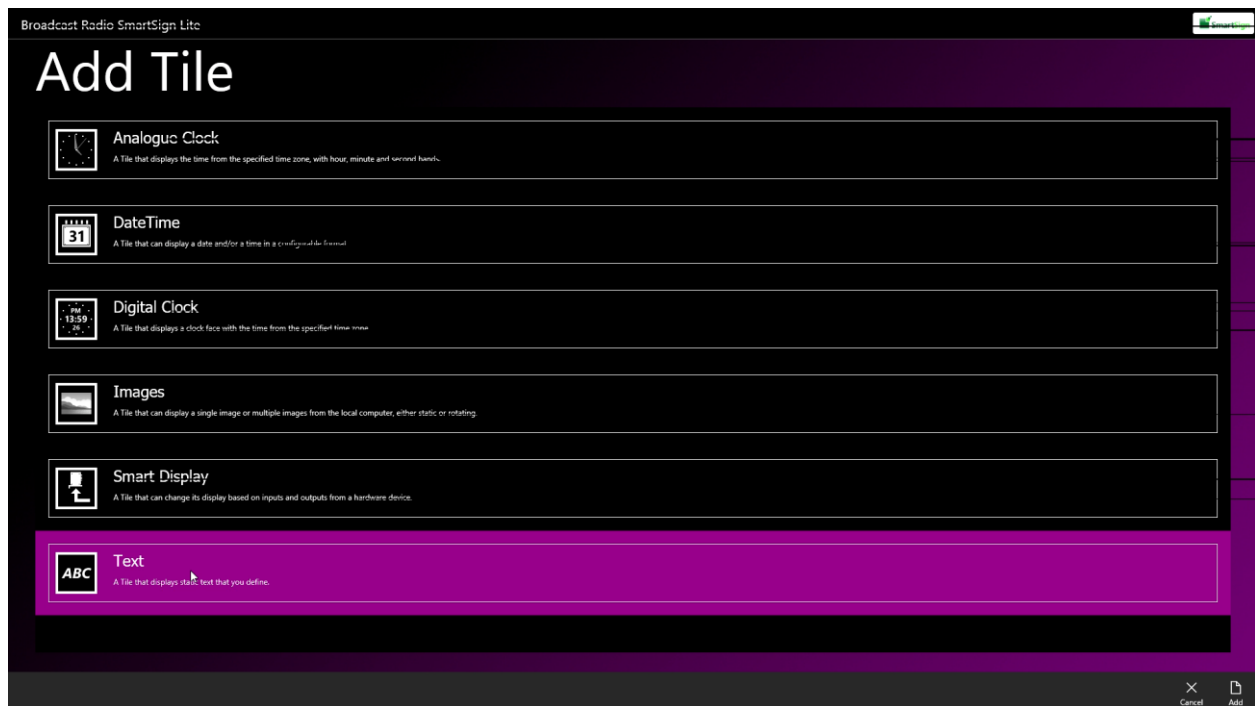 Broadcast Radio SmartSign Lite
SmartSign
Add Tile
Analogue Clock
A Tile that displays the time from the specified time zone, with hour, minute and second hands.
31
DateTime
A Tile that can display a date and/or a time in a configurable format.
PM
13:59
26
Digital Clock
A Tile that displays a clock face with the time from the specified time zone.
Images
A Tile that can display a single image or multiple images from the local computer, either static or rotating.
Smart Display
A Tile that can change its display based on inputs and outputs from a hardware device.
ABC
Text
A Tile that displays static text that you define.
Cancel
Add